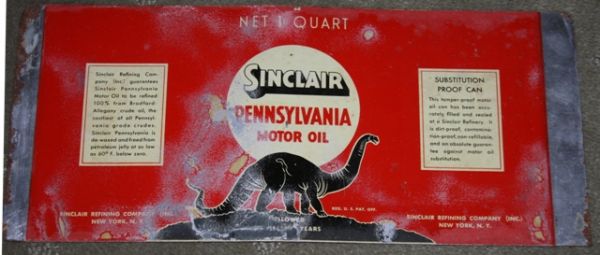 NET 1 QUART
Sinclair Refining Com-
pany (Inc.) guarantees
Sinclair Pennsylvania
Motor Oil to be refined
100% from Bradford-
Allegany crude oil, the
costliest of all Pennsyl-
vania grade crudes.
Sinclair Pennsylvania is
de-waxed and freed from
petroleum jelly at as low
as 60° F. below zero.
SINCLAIR
PENNSYLVANIA
MOTOR OIL
SUBSTITUTION
PROOF CAN
This tamper-proof motor
oil can has been accu-
rately filled and sealed
at a Sinclair Refinery. It
is dirt-proof, contamina-
tion-proof, non-refillable,
and an absolute guaran-
tee against motor oil
substitution.
REG. U. S. PAT. OFF.
SINCLAIR REFINING COMPANY (INC.)
NEW YORK, N. Y.
YEARS
SINCLAIR REFINING COMPANY (INC.)
NEW YORK, N. Y.